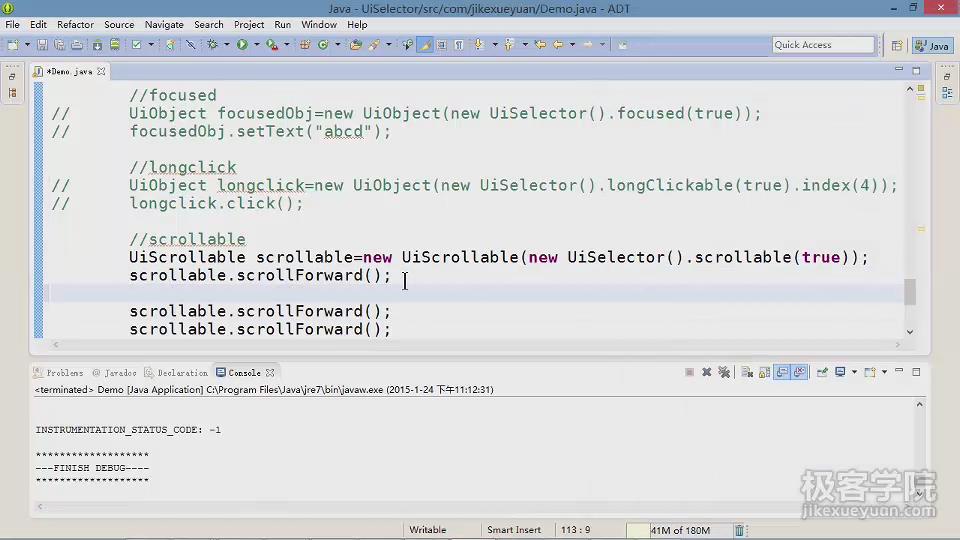 Java - UiSelector/src/com/jikexueyuan/Demo.java - ADT
File Edit Refactor Source Navigate Search Project Run Window Help
Quick Access
Java
*Demo.java
//focused
// UiObject focusedObj=new UiObject(new UiSelector().focused(true));
// focusedObj.setText("abcd");
//longclick
// UiObject longclick=new UiObject(new UiSelector().longClickable(true).index(4));
// longclick.click();
//scrollable
UiScrollable scrollable=new UiScrollable(new UiSelector().scrollable(true));
scrollable.scrollForward();
scrollable.scrollForward();
scrollable.scrollForward();
Problems @ Javadoc Declaration Console
<terminated> Demo [Java Application] C:\Program Files\Java\jre7\bin\javaw.exe (2015-1-24 下午11:12:31)
INSTRUMENTATION_STATUS_CODE: -1
*******************
---FINISH DEBUG----
*******************
极客学院
jikexueyuan.com
Writable Smart Insert 113 : 9 41M of 180M